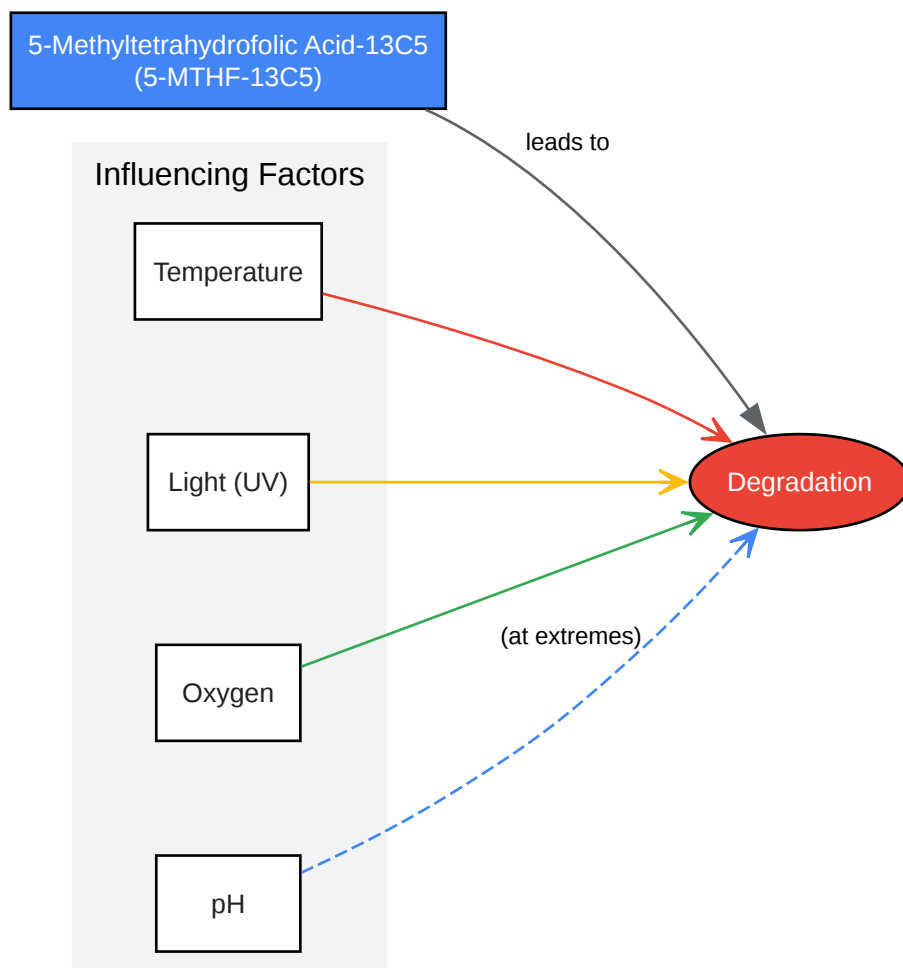 5-Methyltetrahydrofolic Acid-13C5
(5-MTHF-13C5)
leads to
Influencing Factors
Temperature
Light (UV)
Degradation
(at extremes)
Oxygen
pH